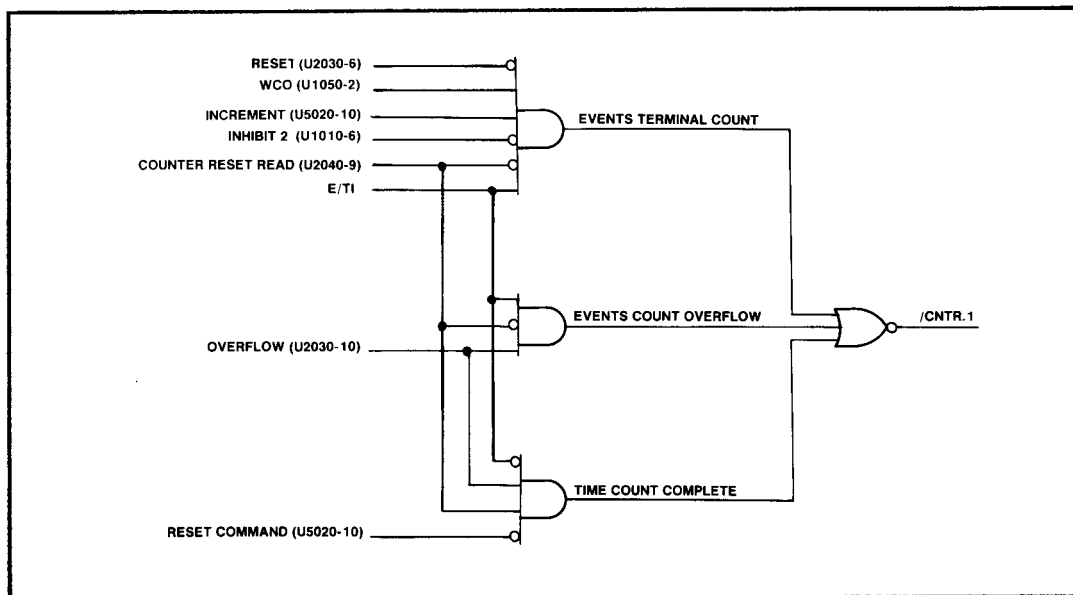 RESET (U2030-6)
WCO (U1050-2)
INCREMENT (U5020-10)
EVENTS TERMINAL COUNT
INHIBIT 2 (U1010-6)
COUNTER RESET READ (U2040-9)
E/TI
EVENTS COUNT OVERFLOW
/CNTR.1
OVERFLOW (U2030-10)
TIME COUNT COMPLETE
RESET COMMAND (U5020-10)